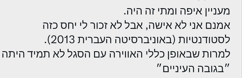 מעניין איפה ומתי זה היה.
אמנם אני לא אישה, אבל לא זכור לי יחס כזה
לסטודנטיות (באוניברסיטה העברית 2013).
למרות שבאופן כללי האווירה עם הסגל לא תמיד היתה
״בגובה העיניים״